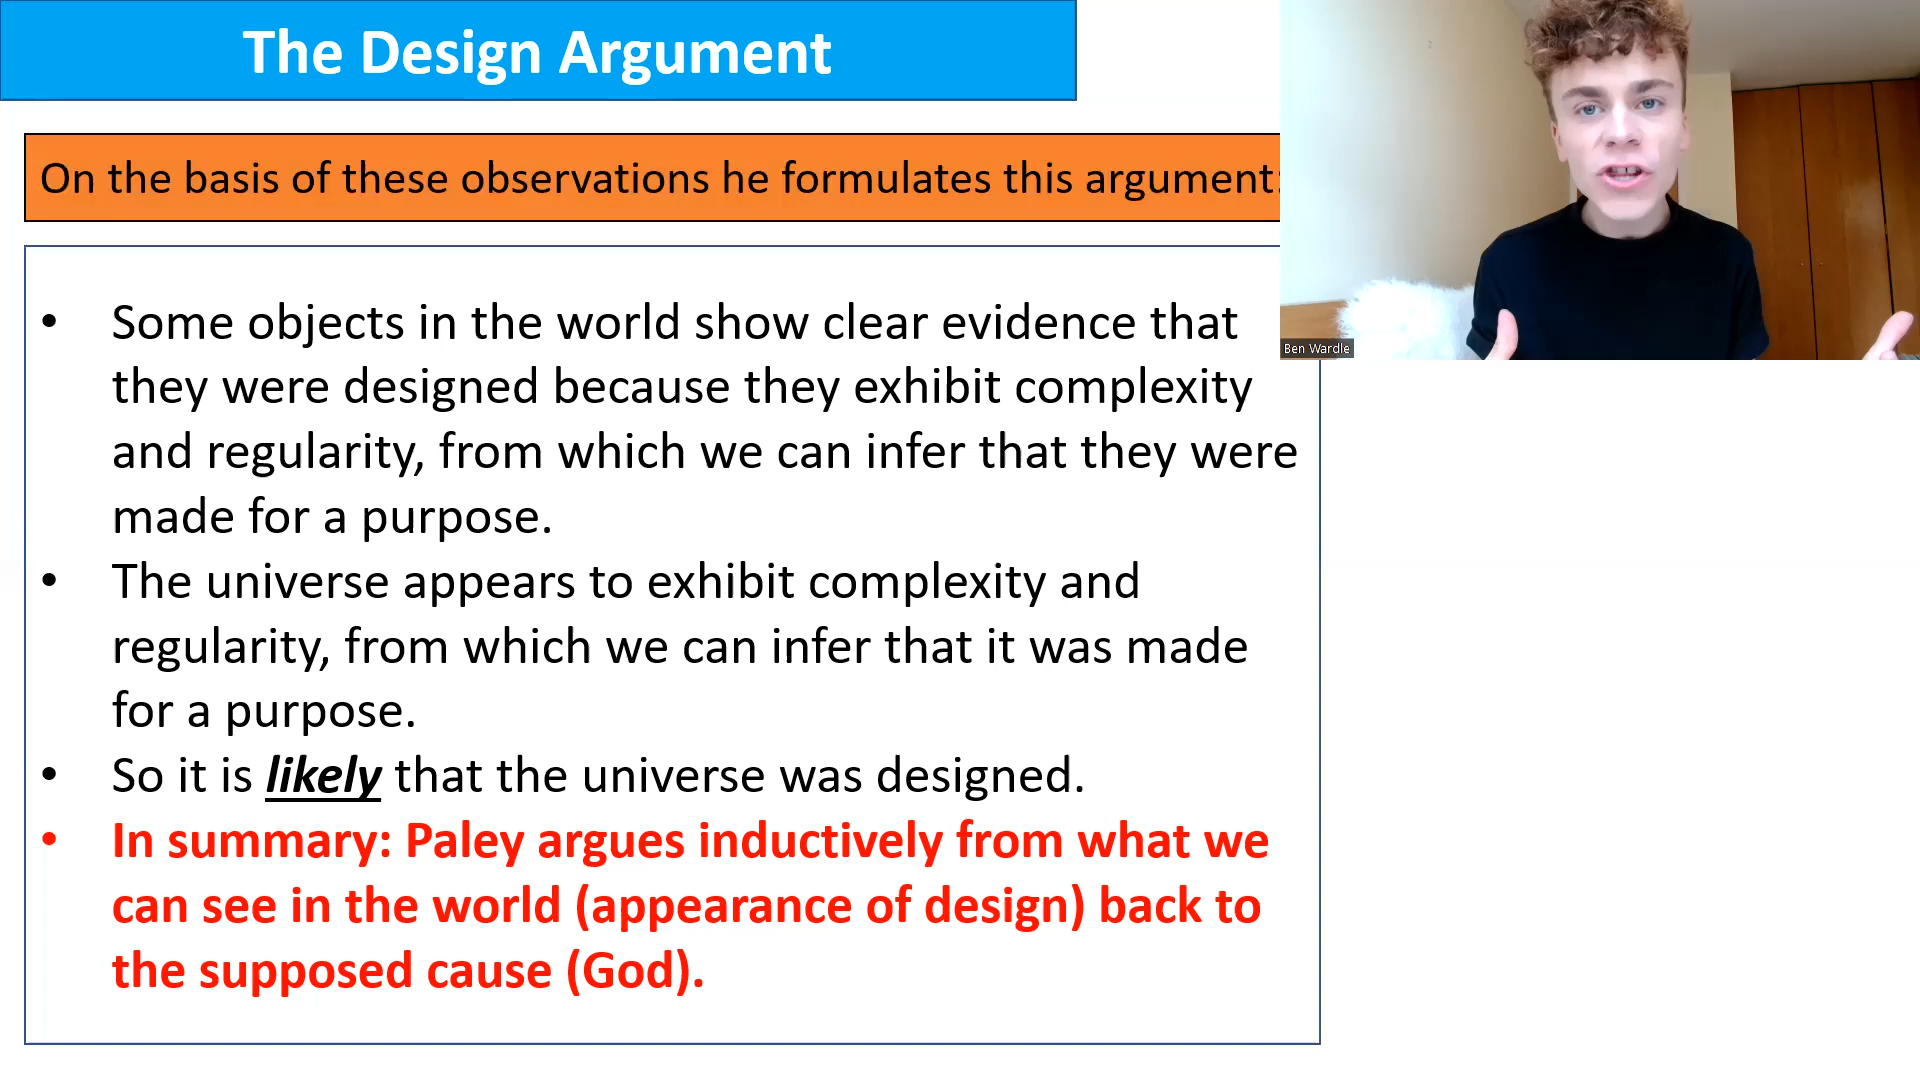 The Design Argument
On the basis of these observations he formulates this argument:
• Some objects in the world show clear evidence that
they were designed because they exhibit complexity
and regularity, from which we can infer that they were
made for a purpose.
• The universe appears to exhibit complexity and
regularity, from which we can infer that it was made
for a purpose.
• So it is likely that the universe was designed.
• In summary: Paley argues inductively from what we
can see in the world (appearance of design) back to
the supposed cause (God).
Ben Wardle